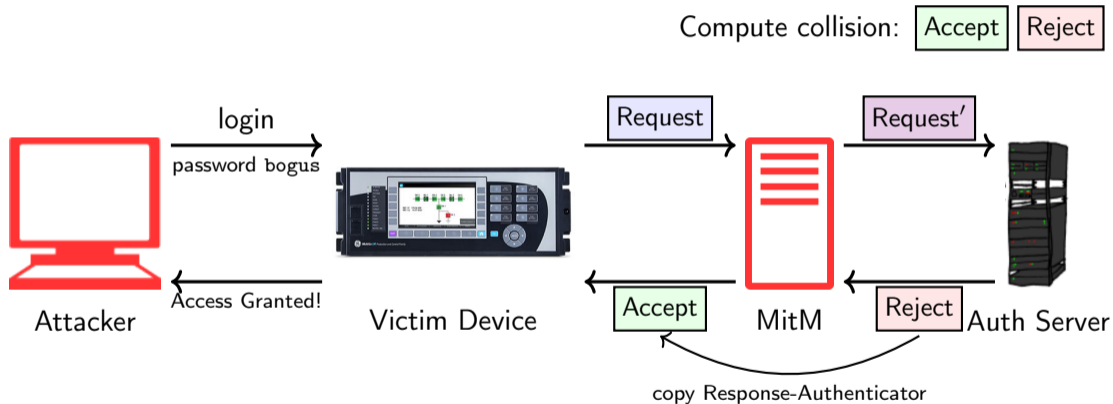 Compute collision: Accept Reject
login
password bogus
Request
Request′
Access Granted!
Accept
Reject
Attacker
Victim Device
MitM
Auth Server
copy Response-Authenticator